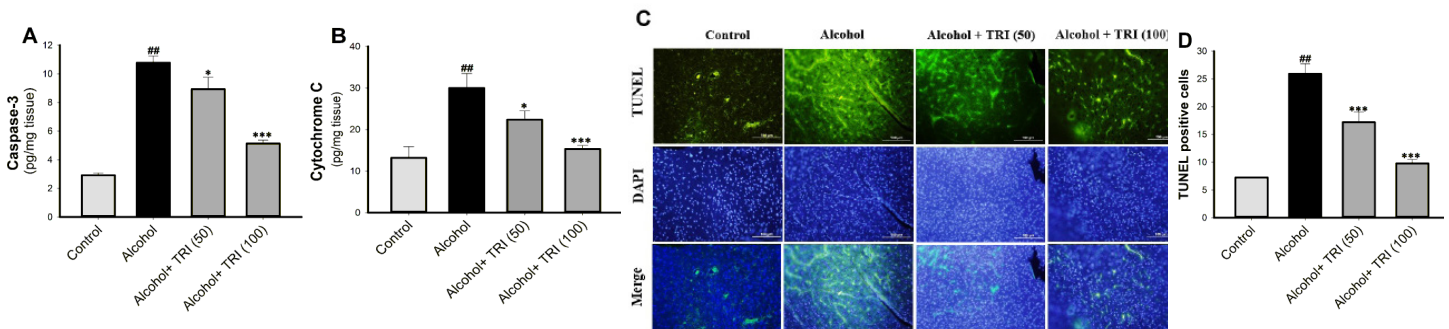 A
Caspase-3
(pg/mg tissue)
12
10
8
6
4
2
0
##
*
***
Control
Alcohol
Alcohol+ TRI (50)
Alcohol+ TRI (100)
B
Cytochrome C
(pg/mg tissue)
40
30
20
10
0
##
*
***
Control
Alcohol
Alcohol+ TRI (50)
Alcohol+ TRI (100)
C
Control
Alcohol
Alcohol + TRI (50)
Alcohol + TRI (100)
TUNEL
DAPI
Merge
D
TUNEL positive cells
30
25
20
15
10
5
0
##
***
***
Control
Alcohol
Alcohol+ TRI (50)
Alcohol+ TRI (100)